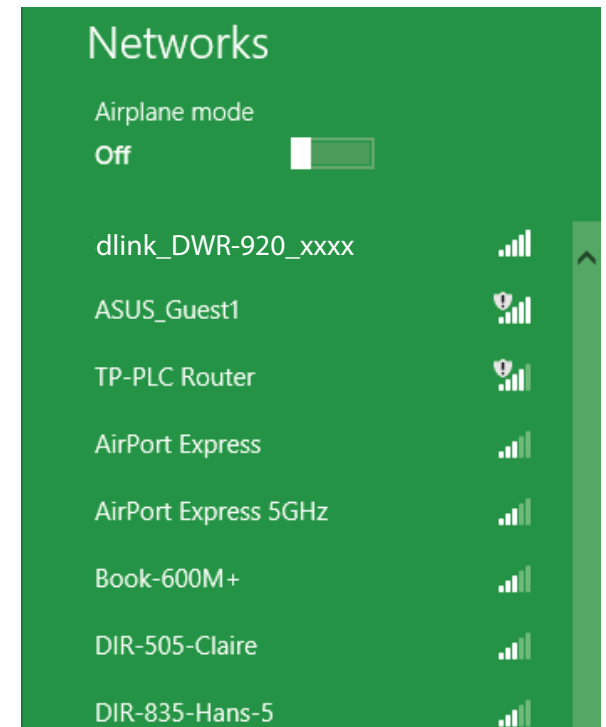 Networks
Airplane mode
Off
dlink_DWR-920_xxxx
ASUS_Guest1
TP-PLC Router
AirPort Express
AirPort Express 5GHz
Book-600M+
DIR-505-Claire
DIR-835-Hans-5